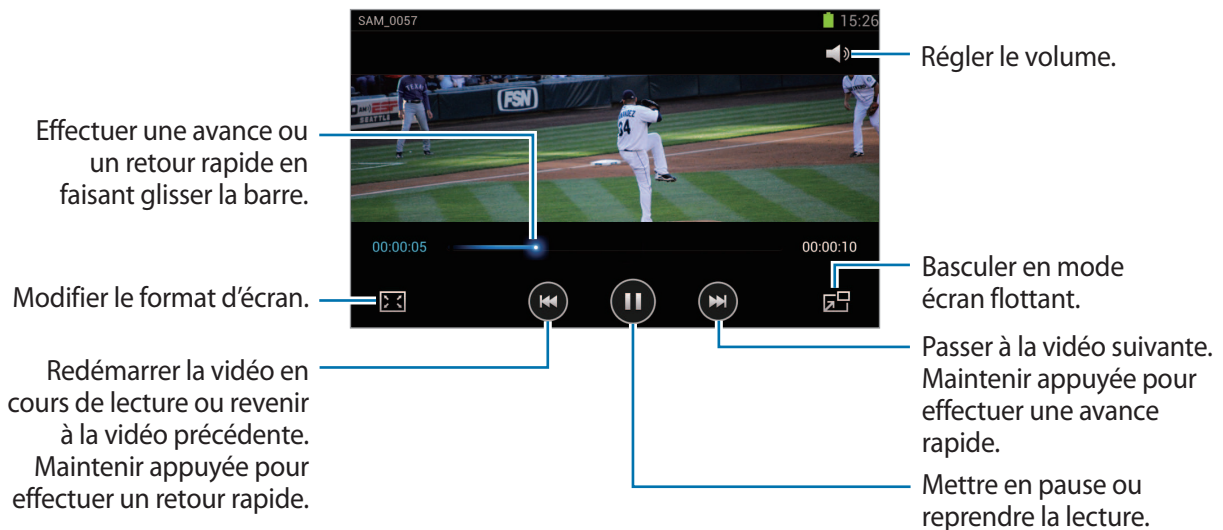 SAM_0057
15:26
Régler le volume.
TEXAS
FSN
SEATTLE
34
Effectuer une avance ou
un retour rapide en
faisant glisser la barre.
00:00:05
00:00:10
Modifier le format d'écran.
Basculer en mode
écran flottant.
Redémarrer la vidéo en
cours de lecture ou revenir
à la vidéo précédente.
Maintenir appuyée pour
effectuer un retour rapide.
Passer à la vidéo suivante.
Maintenir appuyée pour
effectuer une avance
rapide.
Mettre en pause ou
reprendre la lecture.